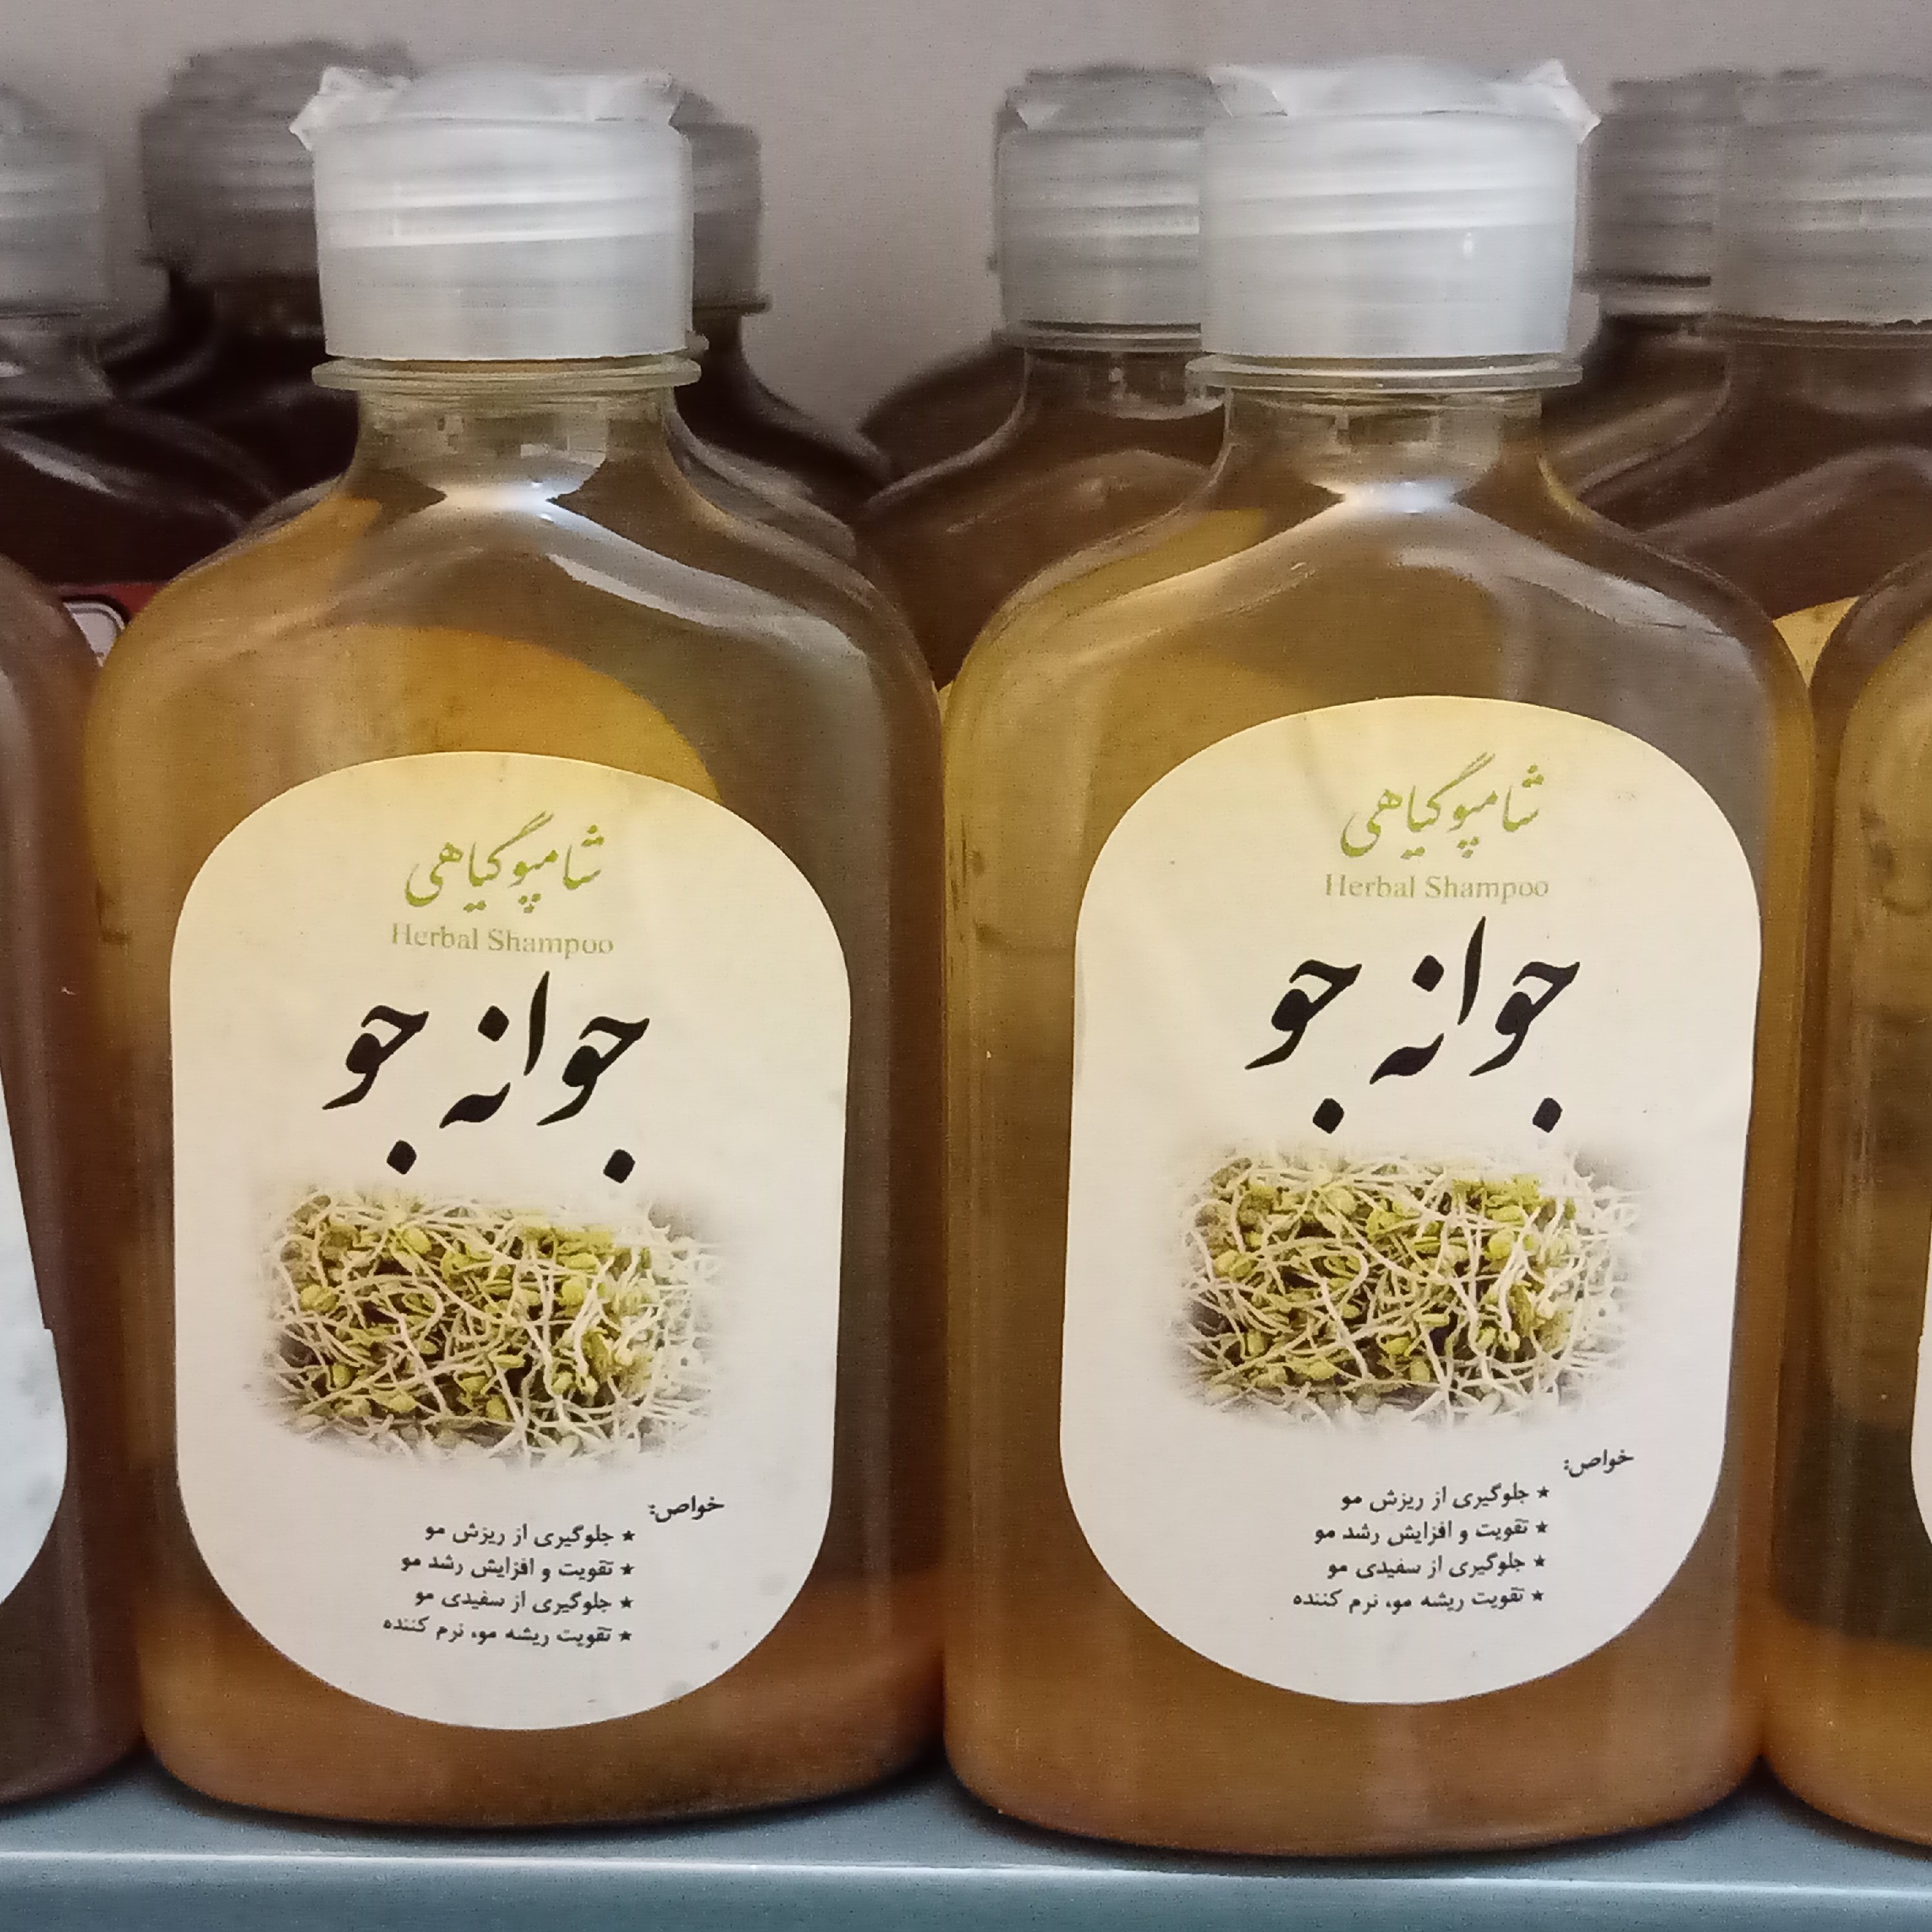 شامپو گیاهی
Herbal Shampoo
جوانه جو
خواص:
★ جلوگیری از ریزش مو
★ تقویت و افزایش رشد مو
★ جلوگیری از سفیدی مو
★ تقویت ریشه مو، نرم کننده
شامپو گیاهی
Herbal Shampoo
جوانه جو
خواص:
★ جلوگیری از ریزش مو
★ تقویت و افزایش رشد مو
★ جلوگیری از سفیدی مو
★ تقویت ریشه مو، نرم کننده